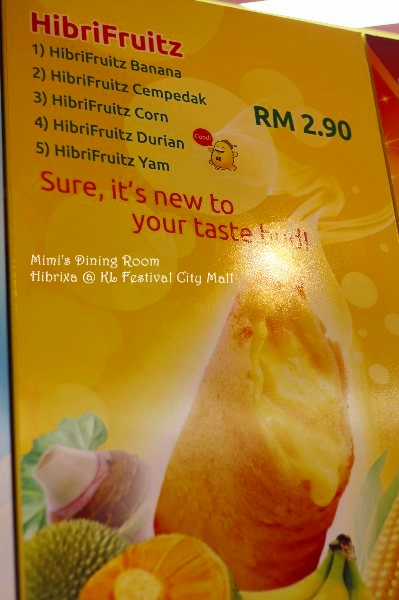 HibriFruitz
1) HibriFruitz Banana
2) HibriFruitz Cempedak
3) HibriFruitz Corn
4) HibriFruitz Durian
5) HibriFruitz Yam
RM 2.90
Sure, it's new to
your taste bud!
Mimi's Dining Room
Hibrixa @ KL Festival City Mall